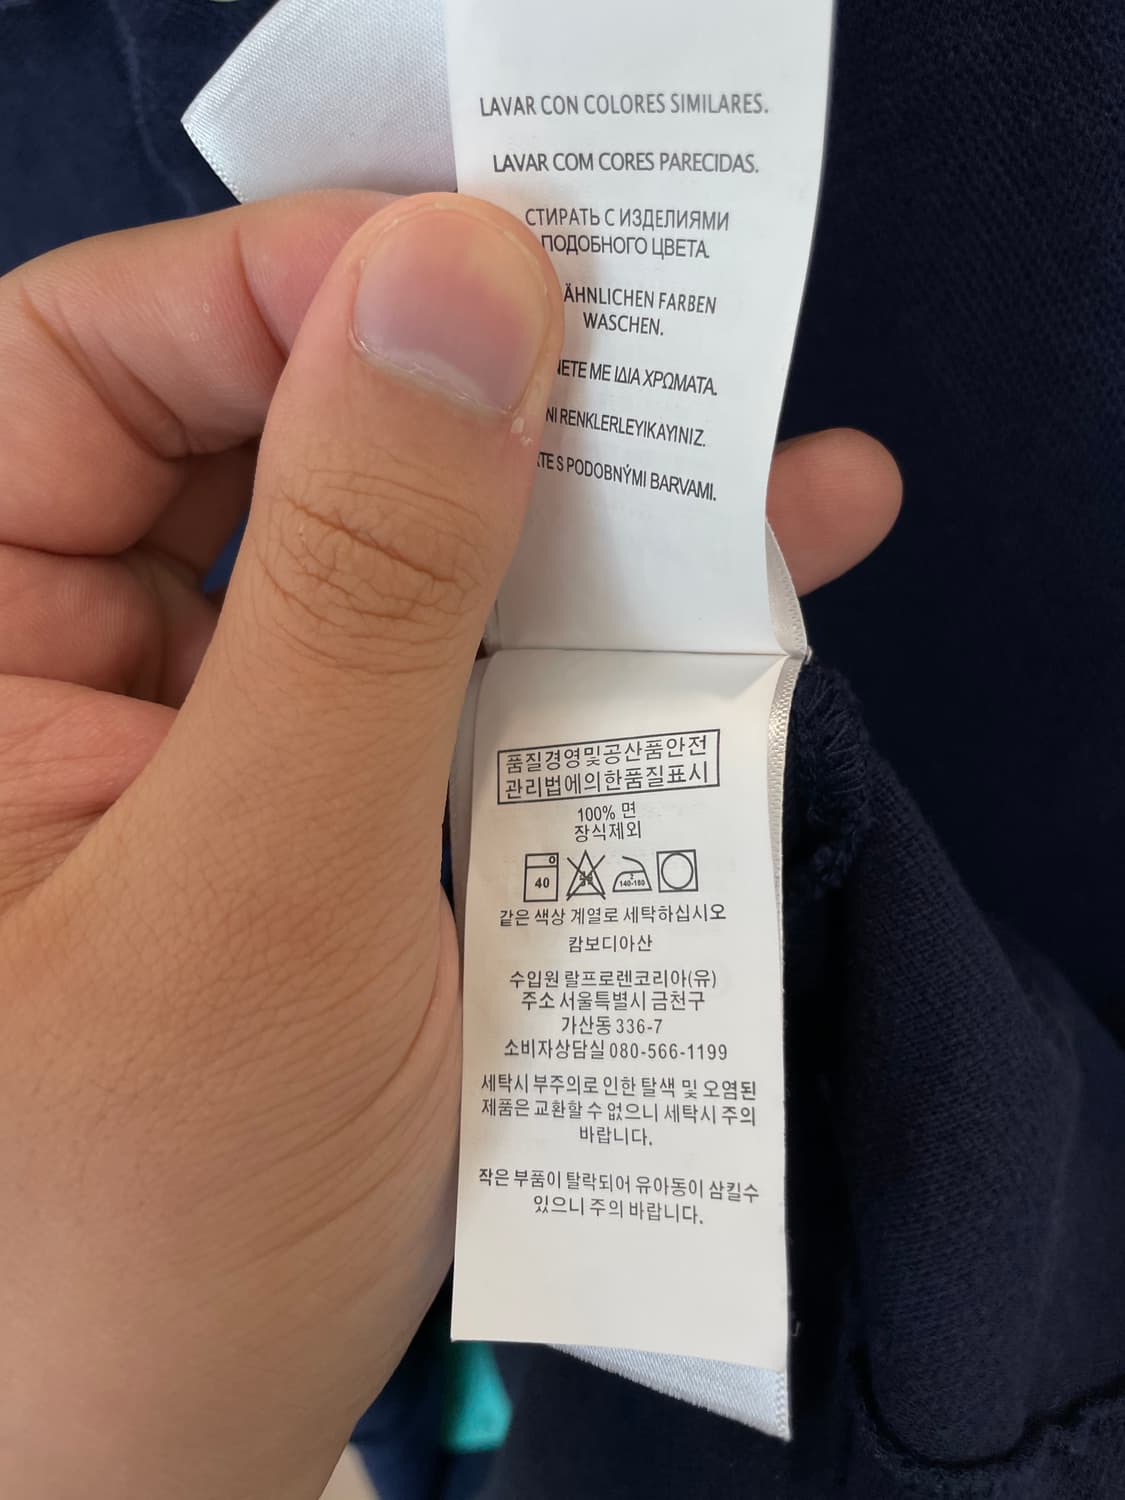 LAVAR CON COLORES SIMILARES.
LAVAR COM CORES PARECIDAS.
СТИРАТЬ С ИЗДЕЛИЯМИ
ПОДОБНОГО ЦВЕТА.
ÄHNLICHEN FARBEN
WASCHEN.
ΜΕ ΙΔΙΑ ΧΡΩΜΑΤΑ.
RENKLERLEYIKAYINIZ.
S PODOBNÝMI BARVAMI.
품질경영및공산품안전
관리법에의한품질표시
100% 면
장식제외
40
2
140-160
같은 색상 계열로 세탁하십시오
캄보디아산
수입원 랄프로렌코리아(유)
주소 서울특별시 금천구
가산동 336-7
소비자상담실 080-566-1199
세탁시 부주의로 인한 탈색 및 오염된
제품은 교환할 수 없으니 세탁시 주의
바랍니다.
작은 부품이 탈락되어 유아동이 삼킬수
있으니 주의 바랍니다.